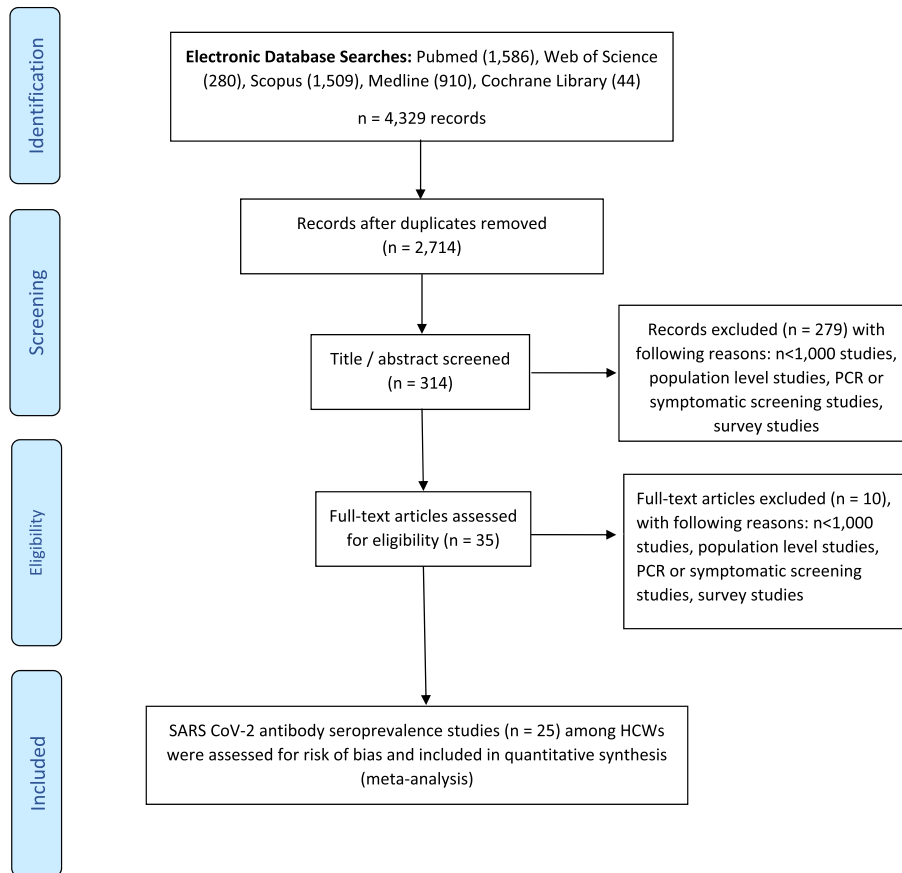 Identification
Electronic Database Searches: Pubmed (1,586), Web of Science
(280), Scopus (1,509), Medline (910), Cochrane Library (44)
n = 4,329 records
Screening
Records after duplicates removed
(n = 2,714)
Title / abstract screened
(n = 314)
Records excluded (n = 279) with
following reasons: n<1,000 studies,
population level studies, PCR or
symptomatic screening studies,
survey studies
Eligibility
Full-text articles assessed
for eligibility (n = 35)
Full-text articles excluded (n = 10),
with following reasons: n<1,000
studies, population level studies,
PCR or symptomatic screening
studies, survey studies
Included
SARS CoV-2 antibody seroprevalence studies (n = 25) among HCWs
were assessed for risk of bias and included in quantitative synthesis
(meta-analysis)